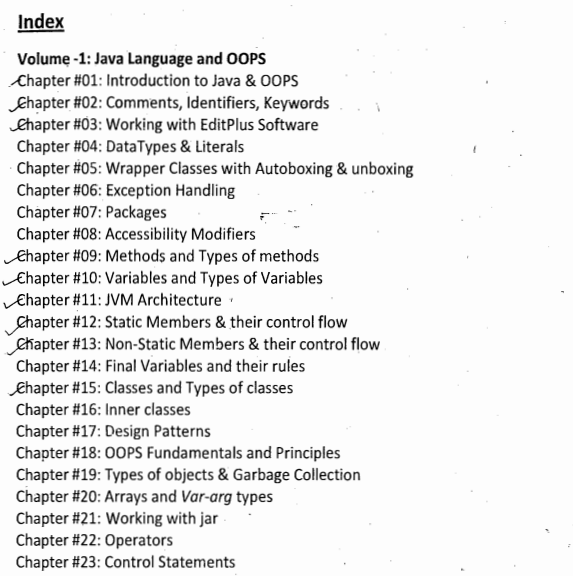 Index
Volume -1: Java Language and OOPS
Chapter #01: Introduction to Java & OOPS
Chapter #02: Comments, Identifiers, Keywords
Chapter #03: Working with EditPlus Software
Chapter #04: DataTypes & Literals
Chapter #05: Wrapper Classes with Autoboxing & unboxing
Chapter #06: Exception Handling
Chapter #07: Packages
Chapter #08: Accessibility Modifiers
Chapter #09: Methods and Types of methods
Chapter #10: Variables and Types of Variables
Chapter #11: JVM Architecture
Chapter #12: Static Members & their control flow
Chapter #13: Non-Static Members & their control flow
Chapter #14: Final Variables and their rules
Chapter #15: Classes and Types of classes
Chapter #16: Inner classes
Chapter #17: Design Patterns
Chapter #18: OOPS Fundamentals and Principles
Chapter #19: Types of objects & Garbage Collection
Chapter #20: Arrays and Var-arg types
Chapter #21: Working with jar
Chapter #22: Operators
Chapter #23: Control Statements